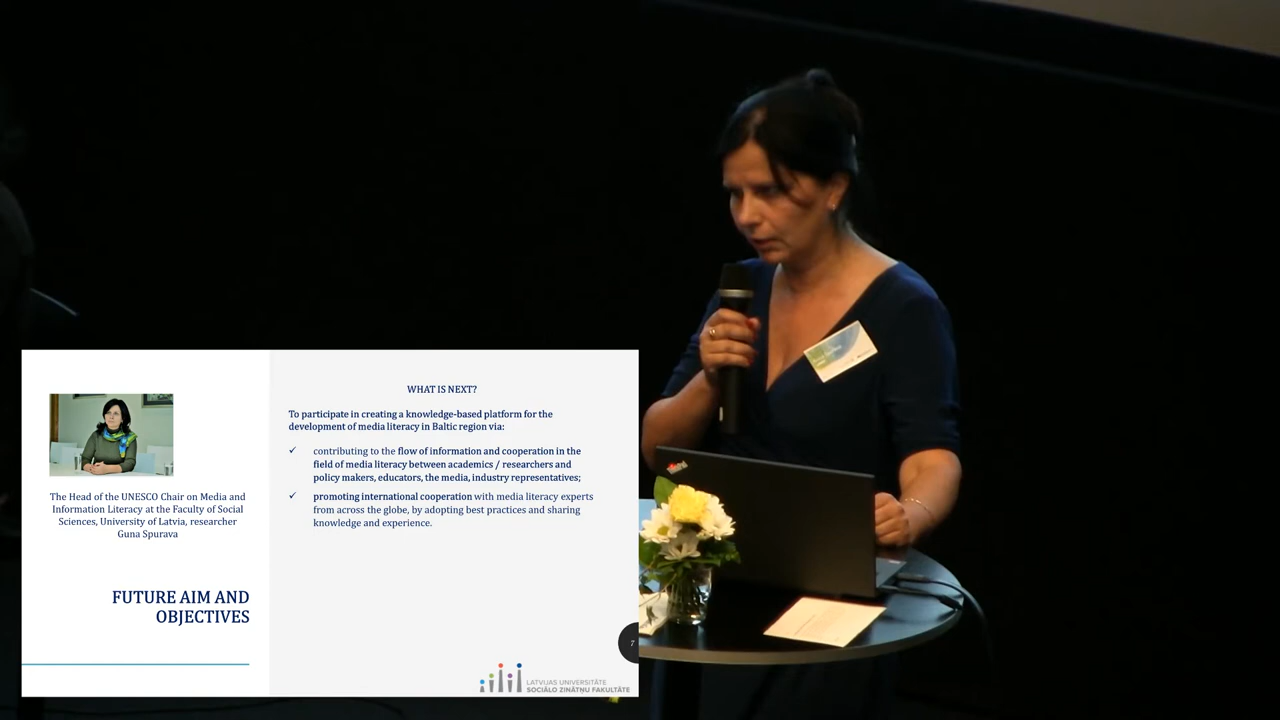 The Head of the UNESCO Chair on Media and
Information Literacy at the Faculty of Social
Sciences, University of Latvia, researcher
Guna Spurava
FUTURE AIM AND
OBJECTIVES
WHAT IS NEXT?
To participate in creating a knowledge-based platform for the
development of media literacy in Baltic region via:
✓ contributing to the flow of information and cooperation in the
field of media literacy between academics / researchers and
policy makers, educators, the media, industry representatives;
✓ promoting international cooperation with media literacy experts
from across the globe, by adopting best practices and sharing
knowledge and experience.
7
LATVIJAS UNIVERSITĀTE
SOCIĀLO ZINĀTŅU FAKULTĀTE